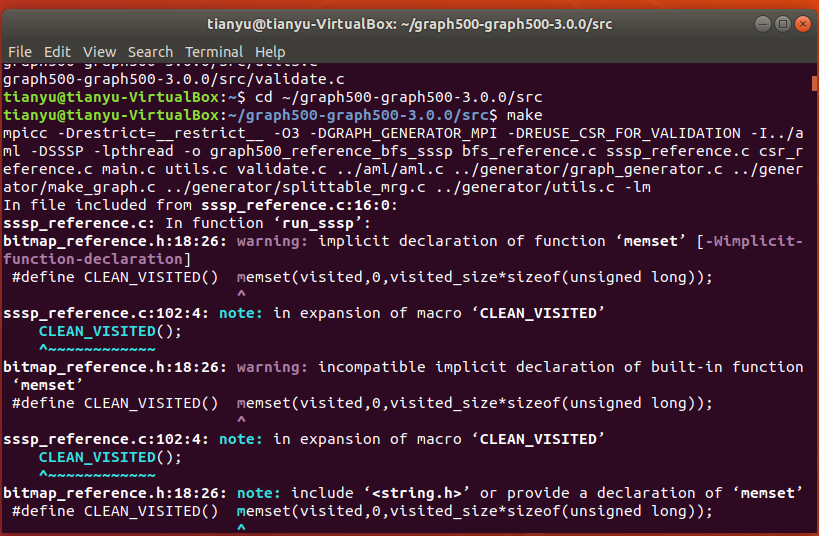 tianyu@tianyu-VirtualBox: ~/graph500-graph500-3.0.0/src
File Edit View Search Terminal Help
graph500-graph500-3.0.0/src/utils.c
graph500-graph500-3.0.0/src/validate.c
tianyu@tianyu-VirtualBox:~$ cd ~/graph500-graph500-3.0.0/src
tianyu@tianyu-VirtualBox:~/graph500-graph500-3.0.0/src$ make
mpicc -Drestrict=__restrict__ -O3 -DGRAPH_GENERATOR_MPI -DREUSE_CSR_FOR_VALIDATION -I../a
ml -DSSSP -lpthread -o graph500_reference_bfs_sssp bfs_reference.c sssp_reference.c csr_r
eference.c main.c utils.c validate.c ../aml/aml.c ../generator/graph_generator.c ../gener
ator/make_graph.c ../generator/splittable_mrg.c ../generator/utils.c -lm
In file included from sssp_reference.c:16:0:
sssp_reference.c: In function ‘run_sssp’:
bitmap_reference.h:18:26: warning: implicit declaration of function ‘memset’ [-Wimplicit-
function-declaration]
 #define CLEAN_VISITED()  memset(visited,0,visited_size*sizeof(unsigned long));
                          ^
sssp_reference.c:102:4: note: in expansion of macro ‘CLEAN_VISITED’
    CLEAN_VISITED();
    ^~~~~~~~~~~~~
bitmap_reference.h:18:26: warning: incompatible implicit declaration of built-in function
 ‘memset’
 #define CLEAN_VISITED()  memset(visited,0,visited_size*sizeof(unsigned long));
                          ^
sssp_reference.c:102:4: note: in expansion of macro ‘CLEAN_VISITED’
    CLEAN_VISITED();
    ^~~~~~~~~~~~~
bitmap_reference.h:18:26: note: include ‘<string.h>’ or provide a declaration of ‘memset’
 #define CLEAN_VISITED()  memset(visited,0,visited_size*sizeof(unsigned long));
                          ^